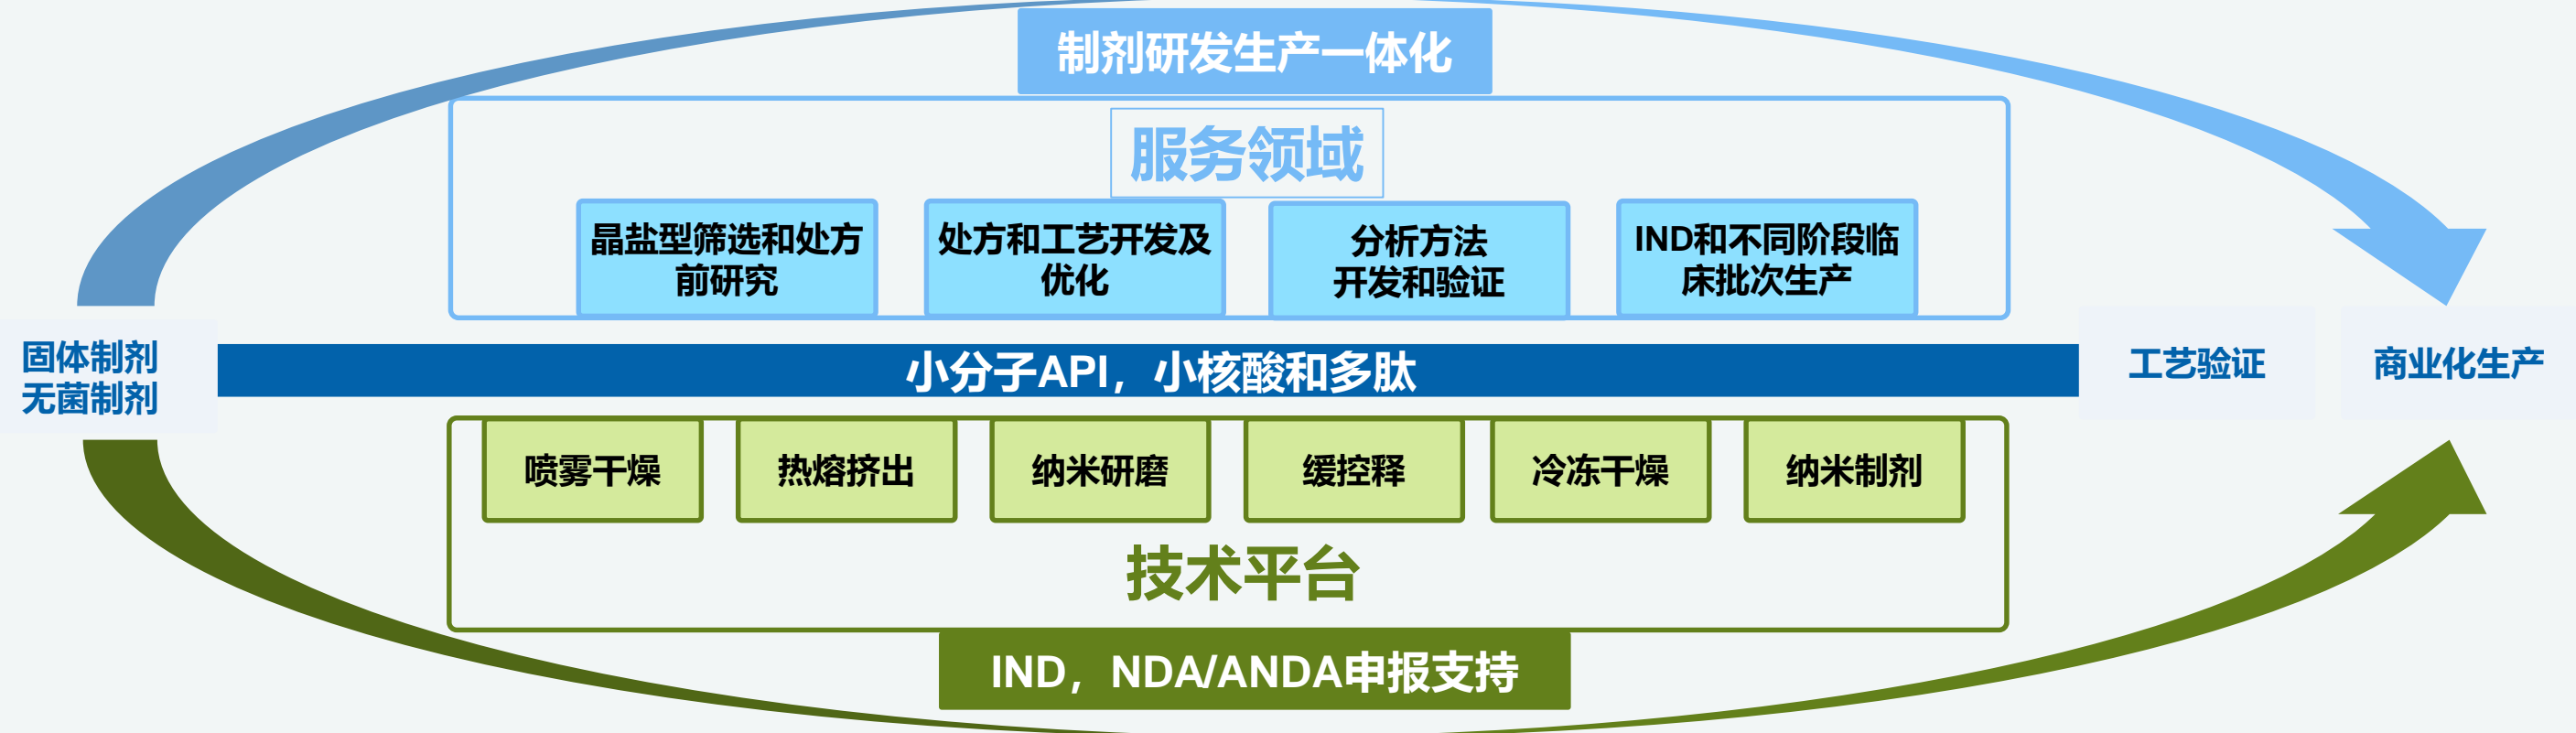 制剂研发生产一体化
服务领域
晶盐型筛选和处方
前研究
处方和工艺开发及
优化
分析方法
开发和验证
IND和不同阶段临
床批次生产
固体制剂
无菌制剂
小分子API，小核酸和多肽
工艺验证
商业化生产
喷雾干燥
热熔挤出
纳米研磨
缓控释
冷冻干燥
纳米制剂
技术平台
IND，NDA/ANDA申报支持